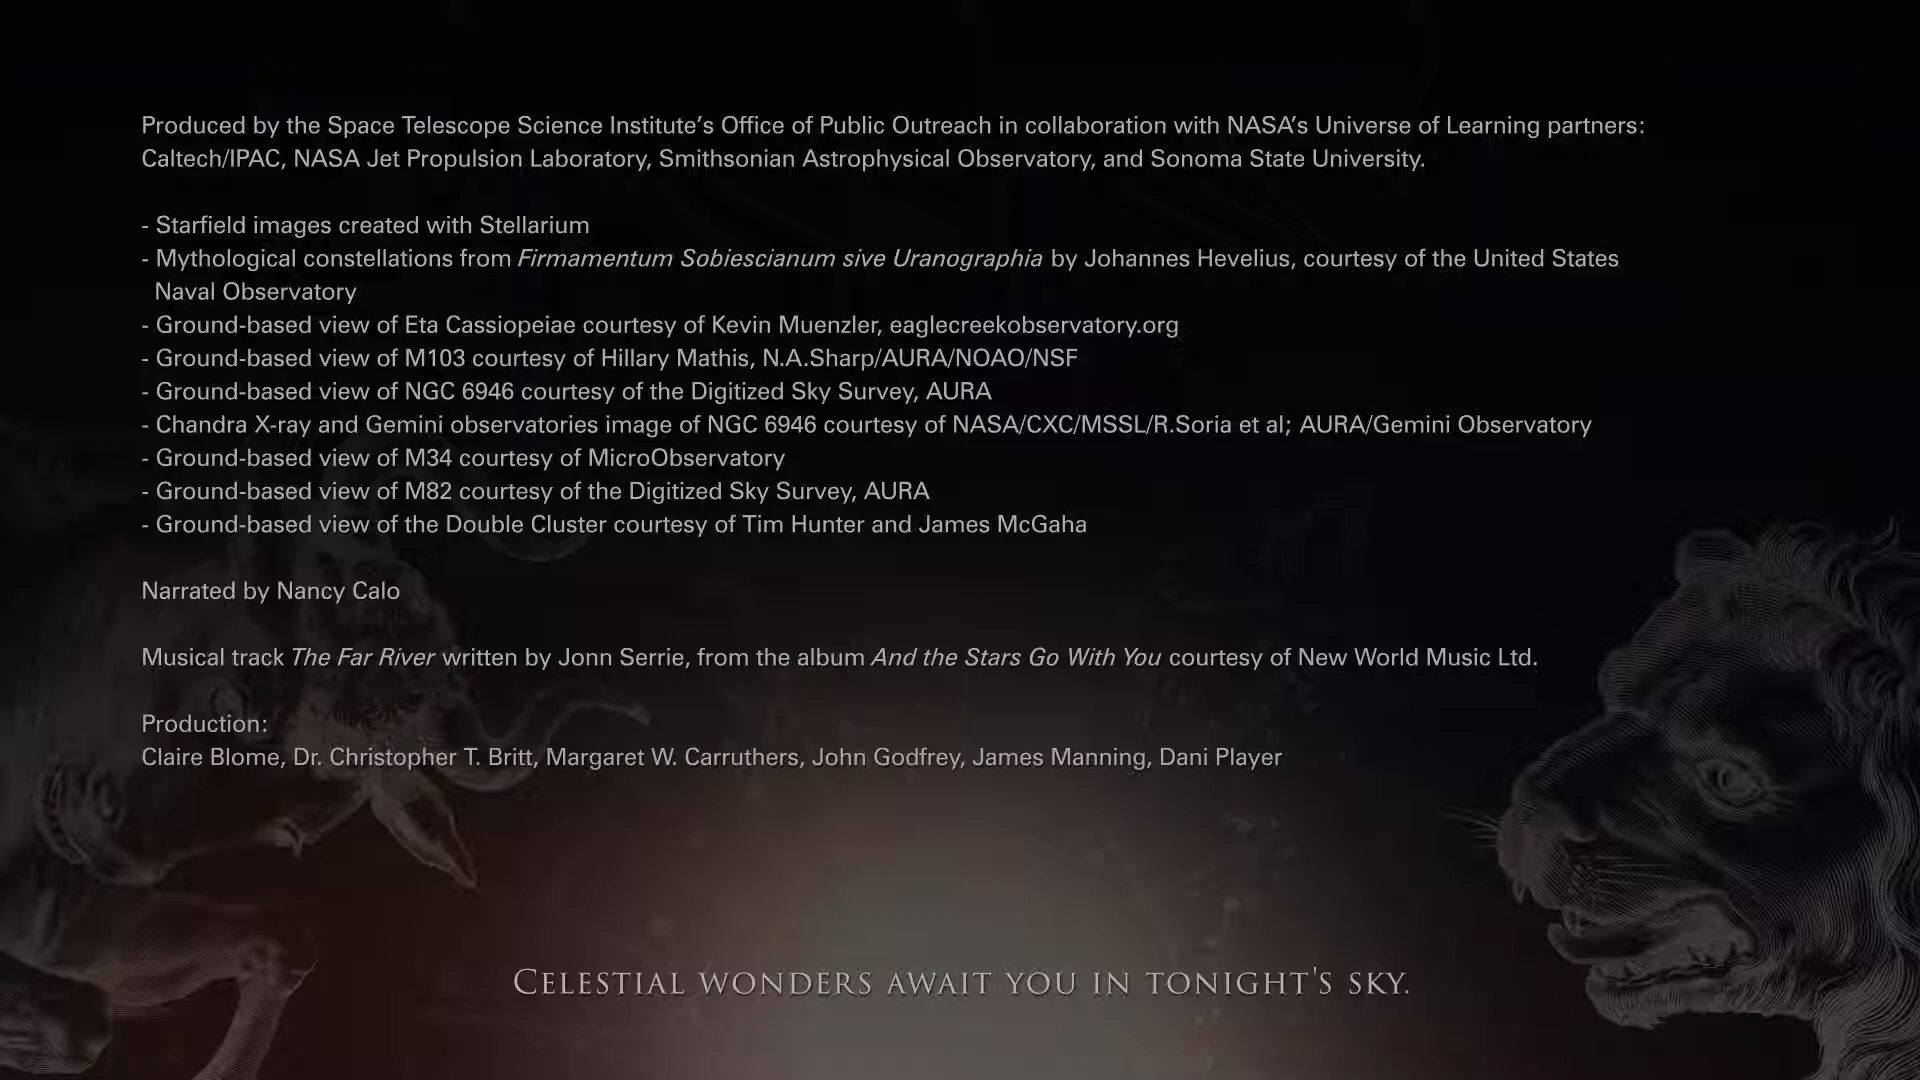 Produced by the Space Telescope Science Institute’s Office of Public Outreach in collaboration with NASA’s Universe of Learning partners:
Caltech/IPAC, NASA Jet Propulsion Laboratory, Smithsonian Astrophysical Observatory, and Sonoma State University.
- Starfield images created with Stellarium
- Mythological constellations from Firmamentum Sobiescianum sive Uranographia by Johannes Hevelius, courtesy of the United States
Naval Observatory
- Ground-based view of Eta Cassiopeiae courtesy of Kevin Muenzler, eaglecreekobservatory.org
- Ground-based view of M103 courtesy of Hillary Mathis, N.A.Sharp/AURA/NOAO/NSF
- Ground-based view of NGC 6946 courtesy of the Digitized Sky Survey, AURA
- Chandra X-ray and Gemini observatories image of NGC 6946 courtesy of NASA/CXC/MSSL/R.Soria et al; AURA/Gemini Observatory
- Ground-based view of M34 courtesy of MicroObservatory
- Ground-based view of M82 courtesy of the Digitized Sky Survey, AURA
- Ground-based view of the Double Cluster courtesy of Tim Hunter and James McGaha
Narrated by Nancy Calo
Musical track The Far River written by Jonn Serrie, from the album And the Stars Go With You courtesy of New World Music Ltd.
Production:
Claire Blome, Dr. Christopher T. Britt, Margaret W. Carruthers, John Godfrey, James Manning, Dani Player
Celestial wonders await you in tonight's sky.